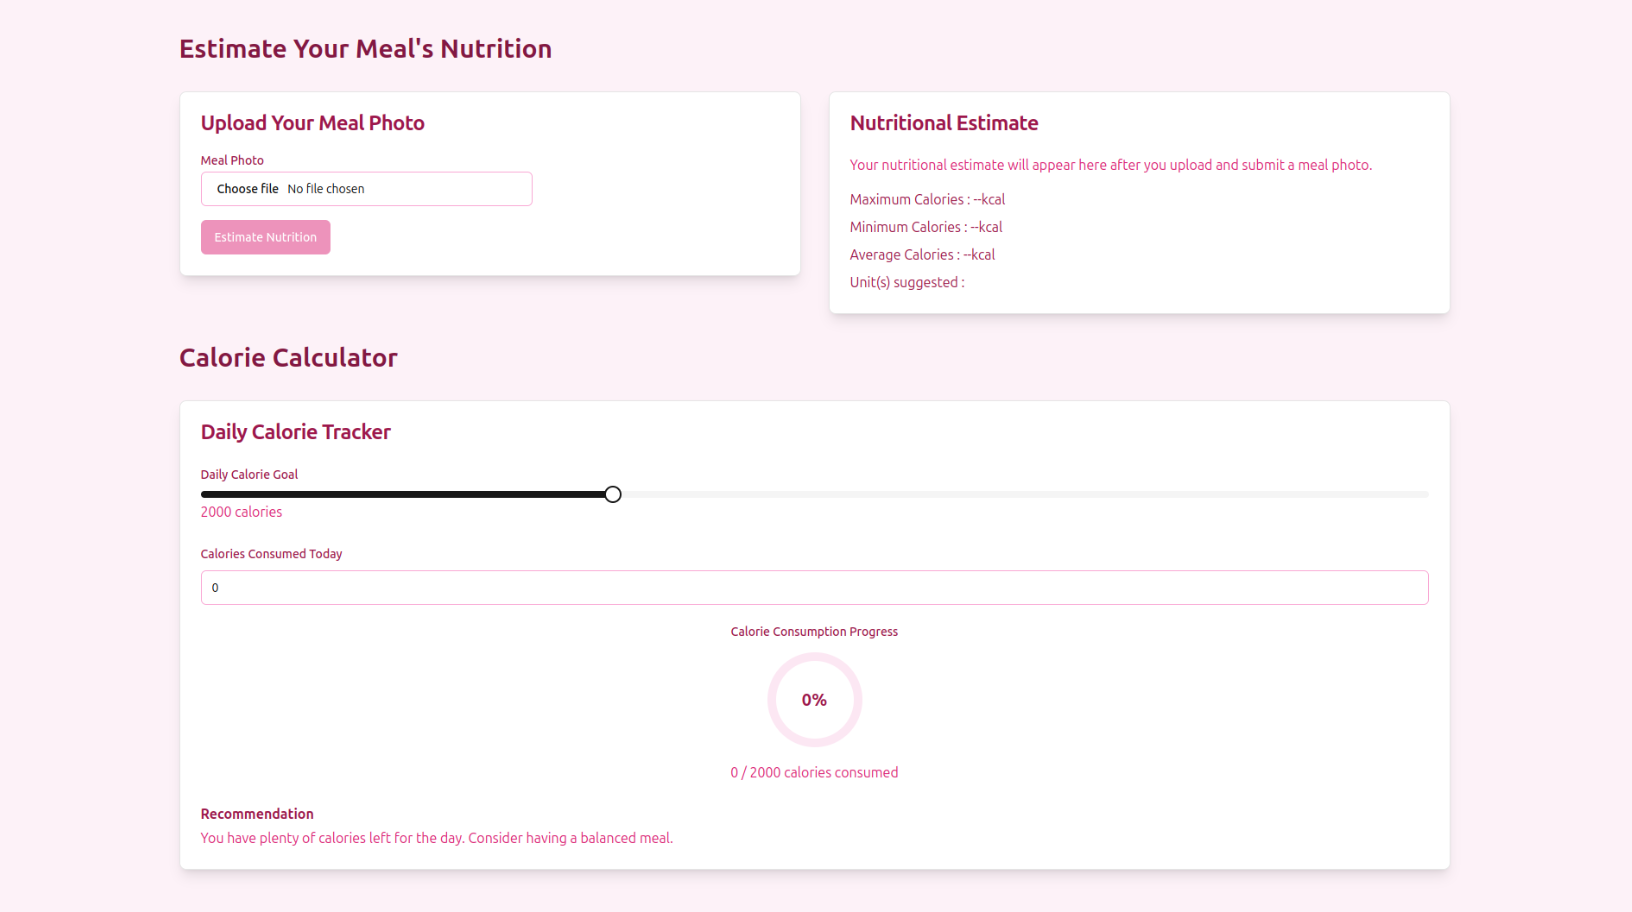 Estimate Your Meal's Nutrition
Upload Your Meal Photo
Meal Photo
Choose file No file chosen
Estimate Nutrition
Nutritional Estimate
Your nutritional estimate will appear here after you upload and submit a meal photo.
Maximum Calories : --kcal
Minimum Calories : --kcal
Average Calories : --kcal
Unit(s) suggested :
Calorie Calculator
Daily Calorie Tracker
Daily Calorie Goal
2000 calories
Calories Consumed Today
0
Calorie Consumption Progress
0%
0 / 2000 calories consumed
Recommendation
You have plenty of calories left for the day. Consider having a balanced meal.